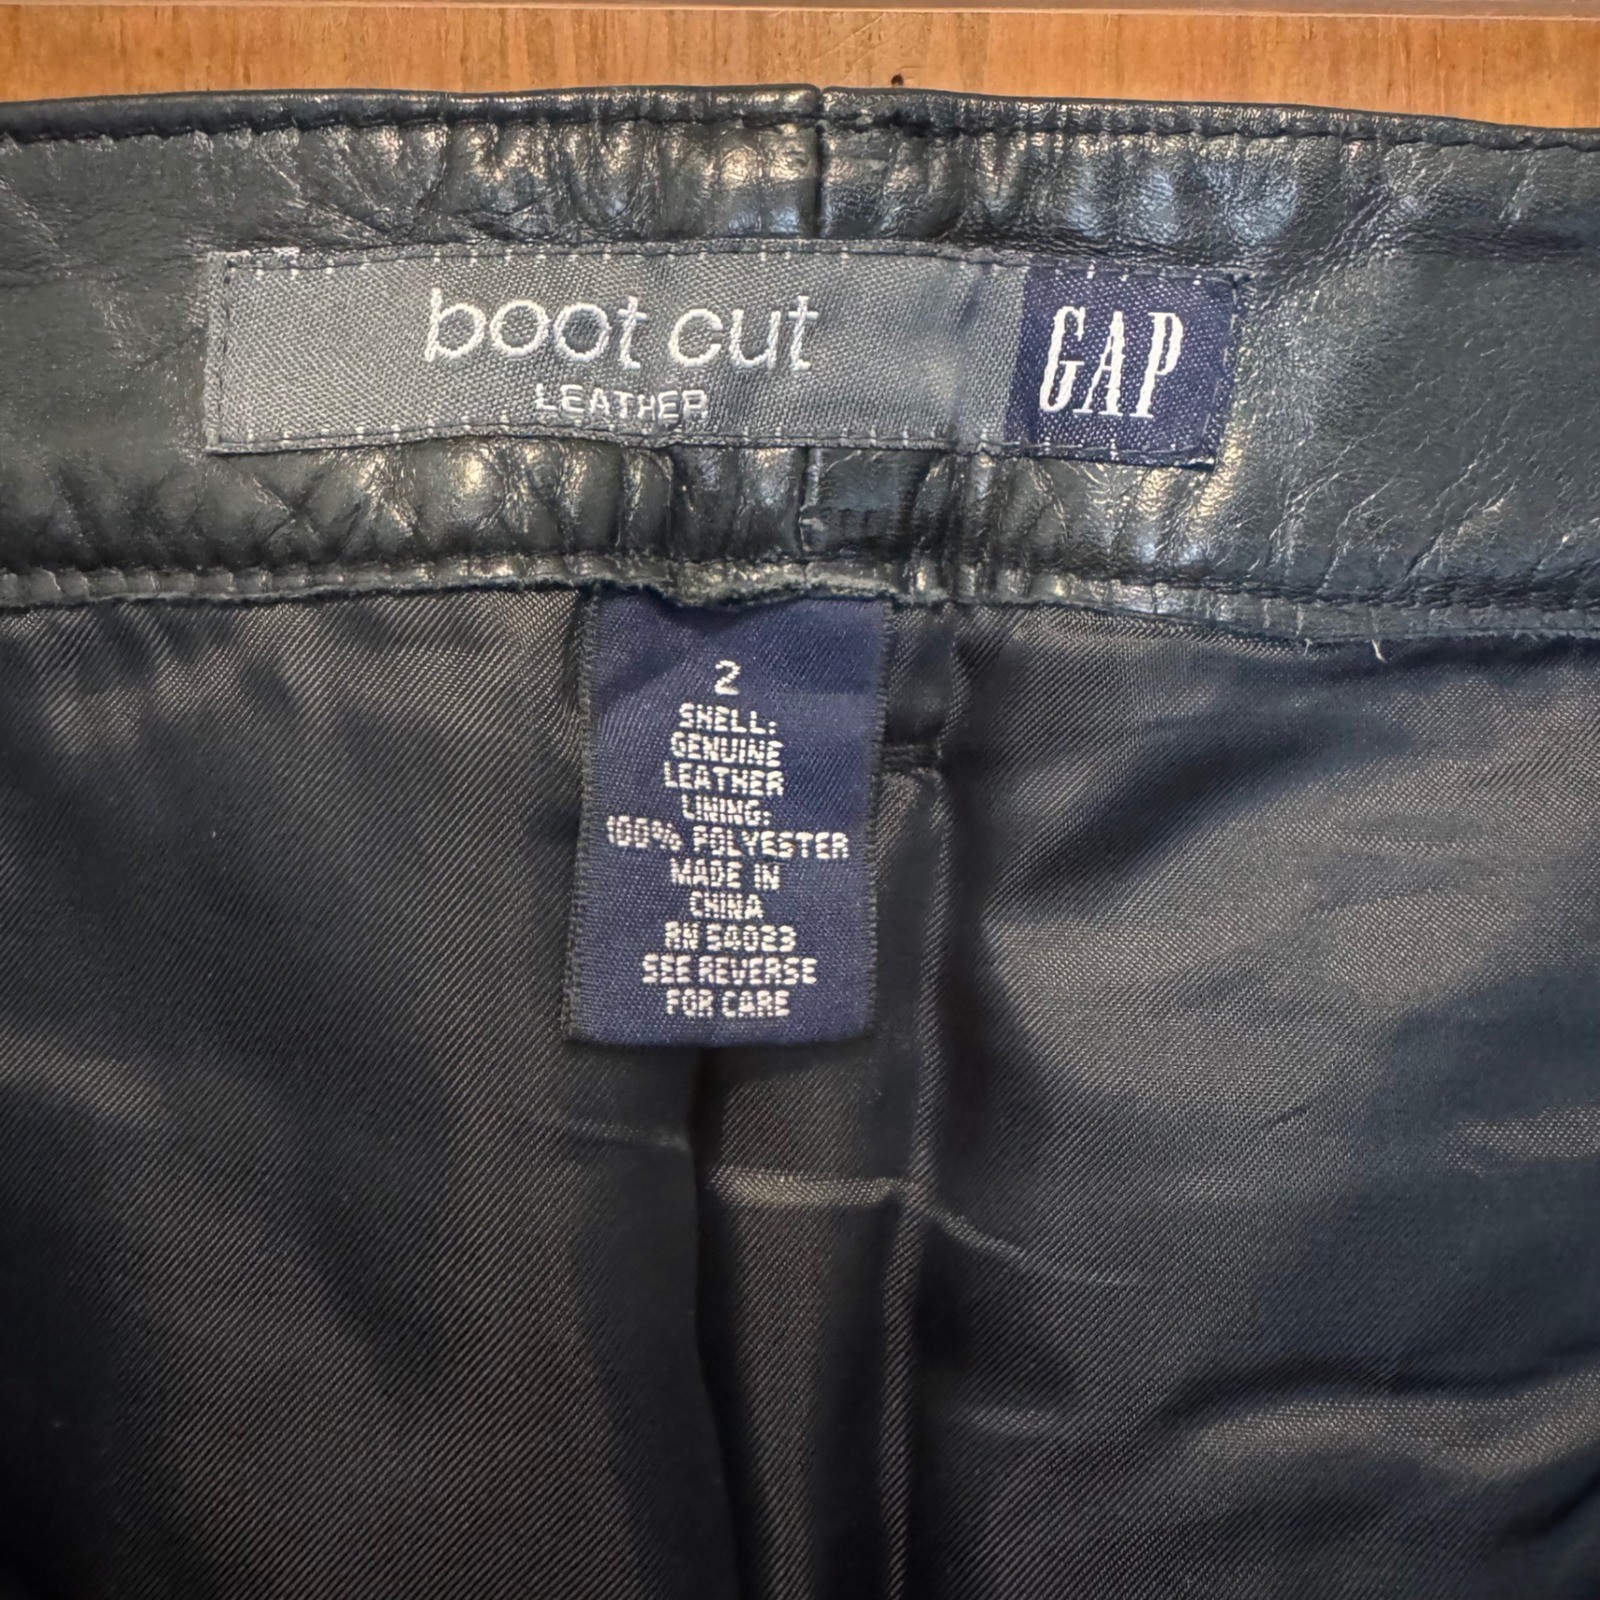 boot cut
LEATHER
GAP
2
SHELL:
GENUINE
LEATHER
LINING:
100% POLYESTER
MADE IN
CHINA
RN 54023
SEE REVERSE
FOR CARE